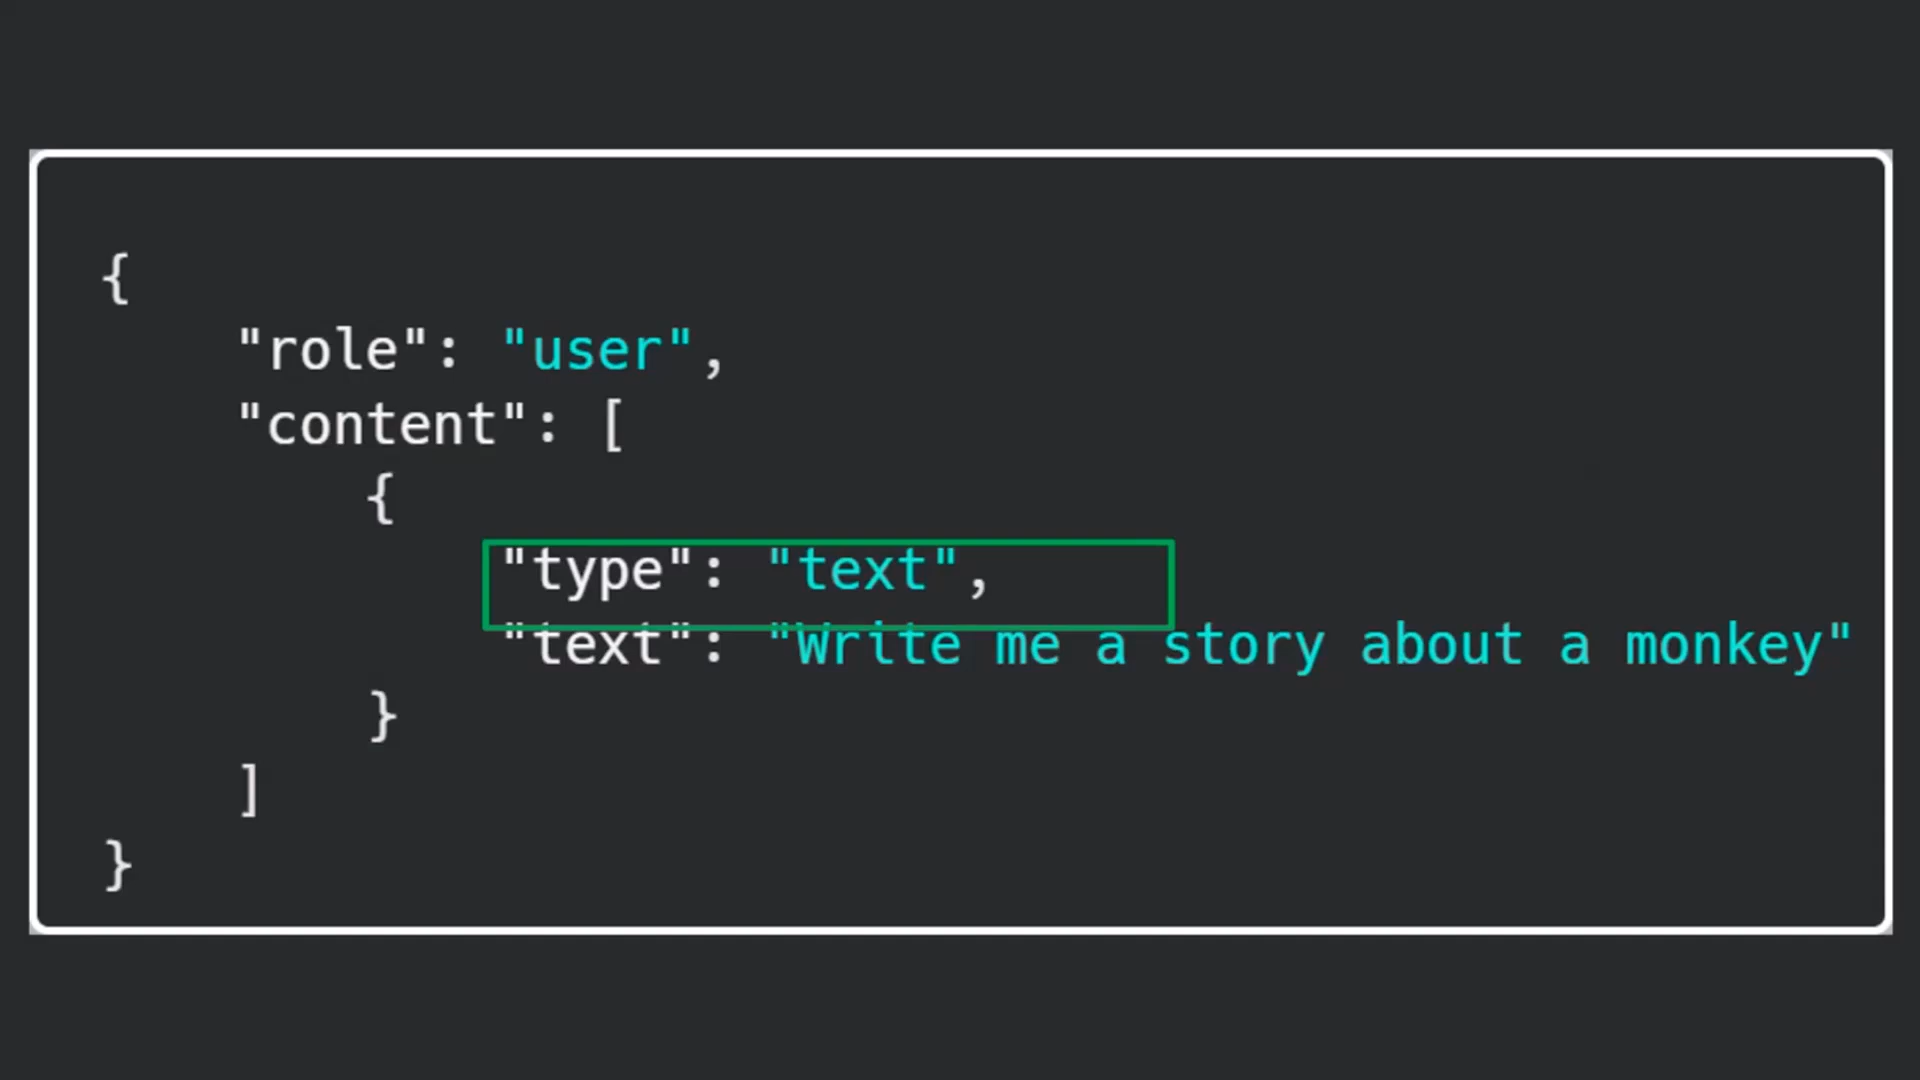 {
"role": "user",
"content": [
{
"type": "text",
"text": "Write me a story about a monkey"
}
]
}